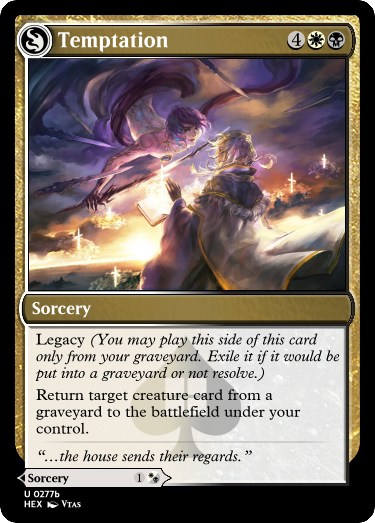 Temptation 4
Sorcery
Legacy (You may play this side of this card
only from your graveyard. Exile it if it would be
put into a graveyard or not resolve.)
Return target creature card from a
graveyard to the battlefield under your
control.
“…the house sends their regards.”
Sorcery 1
U 0277b
HEX Vtas